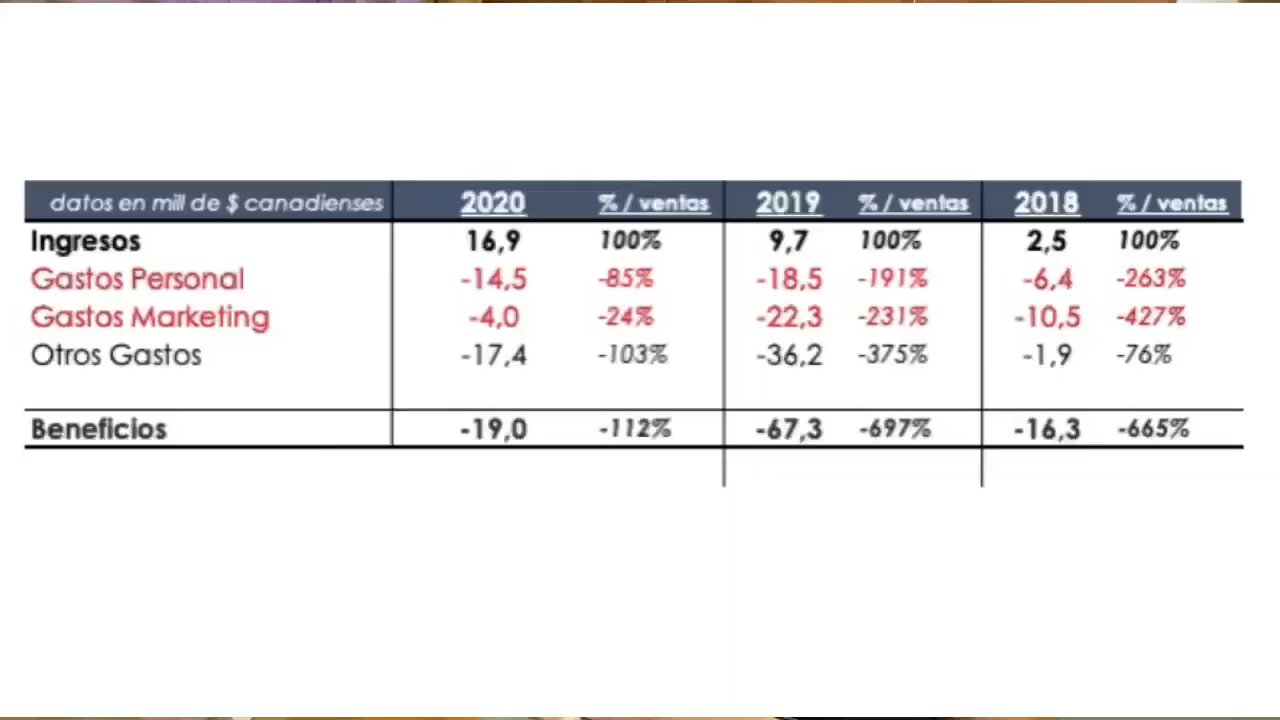 datos en mill de $ canadienses 2020 % / ventas 2019 % / ventas 2018 % / ventas
Ingresos 16,9 100% 9,7 100% 2,5 100%
Gastos Personal -14,5 -85% -18,5 -191% -6,4 -263%
Gastos Marketing -4,0 -24% -22,3 -231% -10,5 -427%
Otros Gastos -17,4 -103% -36,2 -375% -1,9 -76%
Beneficios -19,0 -112% -67,3 -697% -16,3 -665%